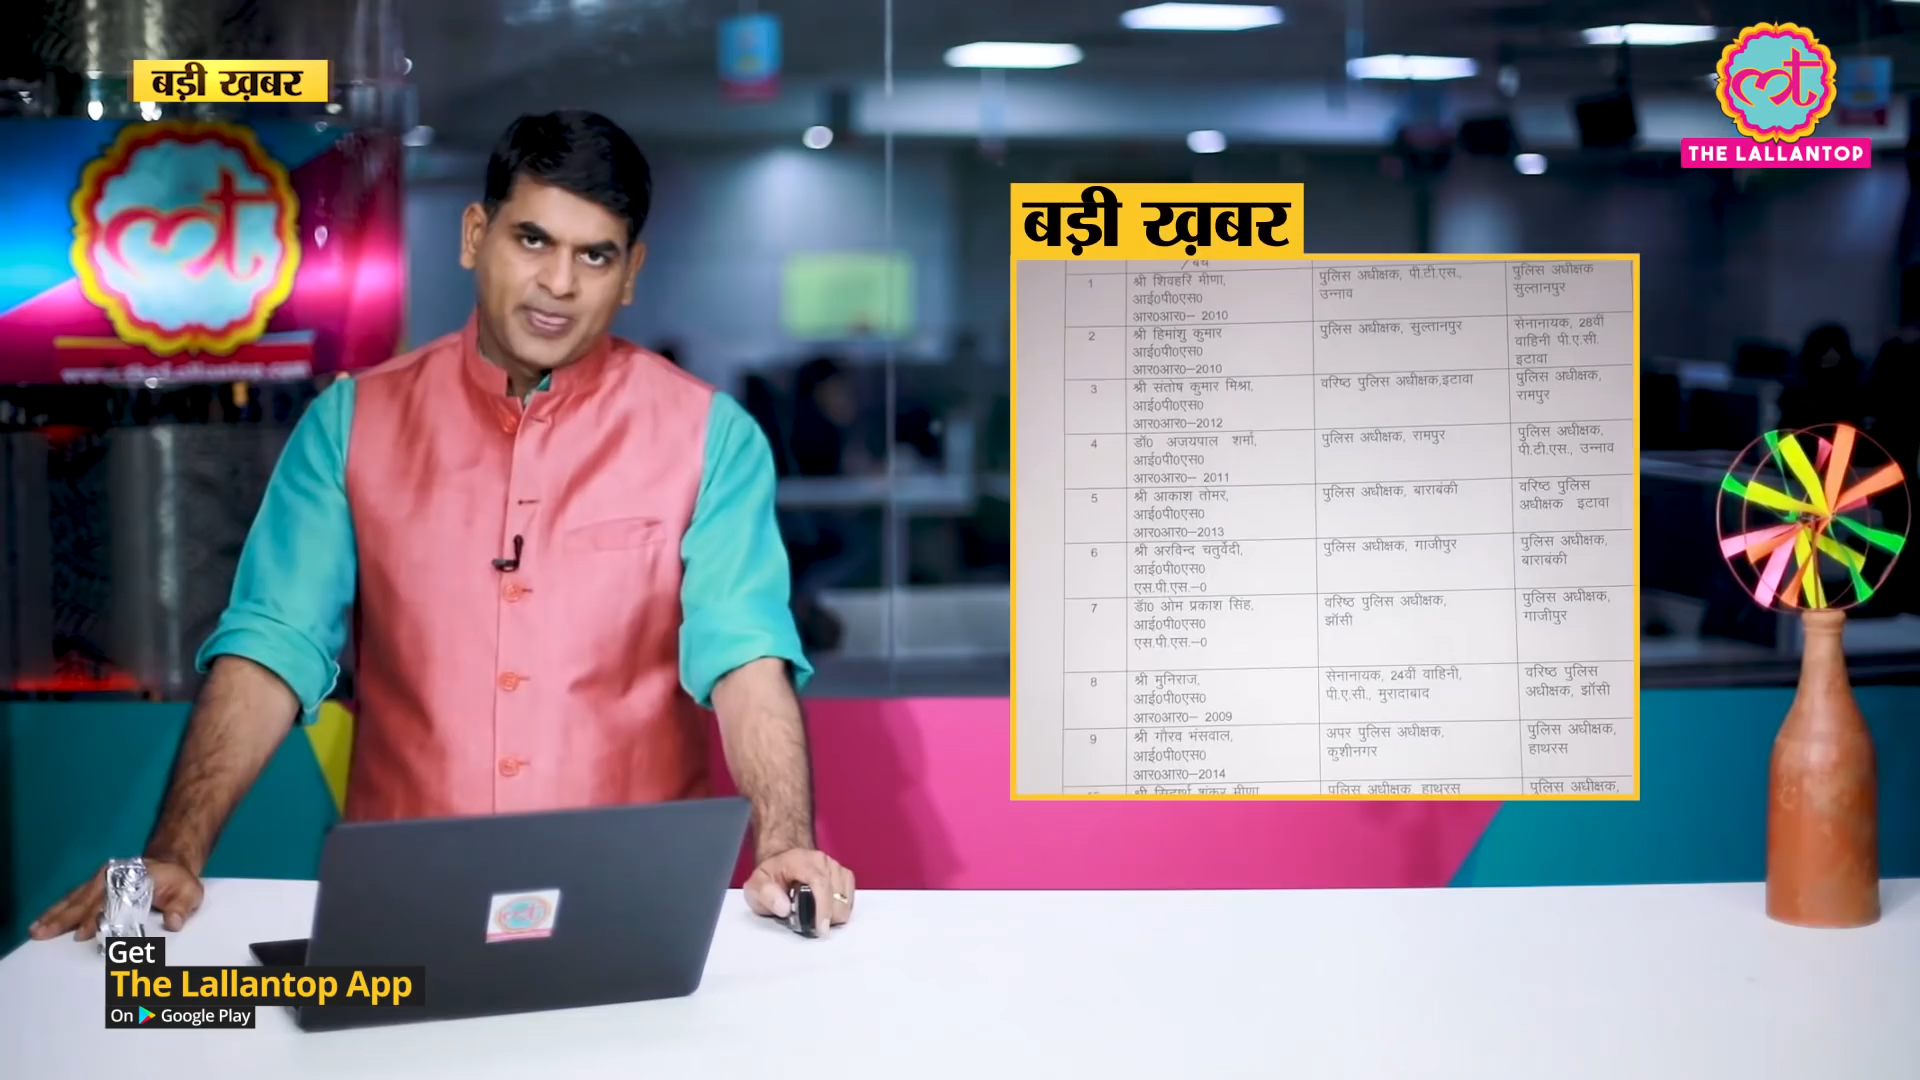 बड़ी ख़बर
THE LALLANTOP
बड़ी ख़बर
1 श्री शिवहरि मीणा, पुलिस अधीक्षक, पी.टी.एस., पुलिस अधीक्षक
आई0पी0एस0 उन्नाव सुल्तानपुर
आर0आर0– 2010
2 श्री हिमांशु कुमार पुलिस अधीक्षक, सुल्तानपुर सेनानायक, 28वीं
आई0पी0एस0 वाहिनी पी.ए.सी.
आर0आर0–2010 इटावा
3 श्री संतोष कुमार मिश्रा, वरिष्ठ पुलिस अधीक्षक,इटावा पुलिस अधीक्षक,
आई0पी0एस0 रामपुर
आर0आर0–2012
4 डॉ0 अजयपाल शर्मा, पुलिस अधीक्षक, रामपुर पुलिस अधीक्षक,
आई0पी0एस0 पी.टी.एस., उन्नाव
आर0आर0– 2011
5 श्री आकाश तोमर, पुलिस अधीक्षक, बाराबंकी वरिष्ठ पुलिस
आई0पी0एस0 अधीक्षक इटावा
आर0आर0–2013
6 श्री अरविन्द चतुर्वेदी, पुलिस अधीक्षक, गाजीपुर पुलिस अधीक्षक,
आई0पी0एस0 बाराबंकी
एस.पी.एस.–0
7 डॉ0 ओम प्रकाश सिंह, वरिष्ठ पुलिस अधीक्षक, पुलिस अधीक्षक,
आई0पी0एस0 झॉसी गाजीपुर
एस.पी.एस.–0
8 श्री मुनिराज, सेनानायक, 24वीं वाहिनी, वरिष्ठ पुलिस
आई0पी0एस0 पी.ए.सी., मुरादाबाद अधीक्षक, झॉसी
आर0आर0– 2009
9 श्री गौरव भंसवाल, अपर पुलिस अधीक्षक, पुलिस अधीक्षक,
आई0पी0एस0 कुशीनगर हाथरस
आर0आर0–2014
पुलिस अधीक्षक हाथरस पुलिस अधीक्षक,
Get
The Lallantop App
On Google Play